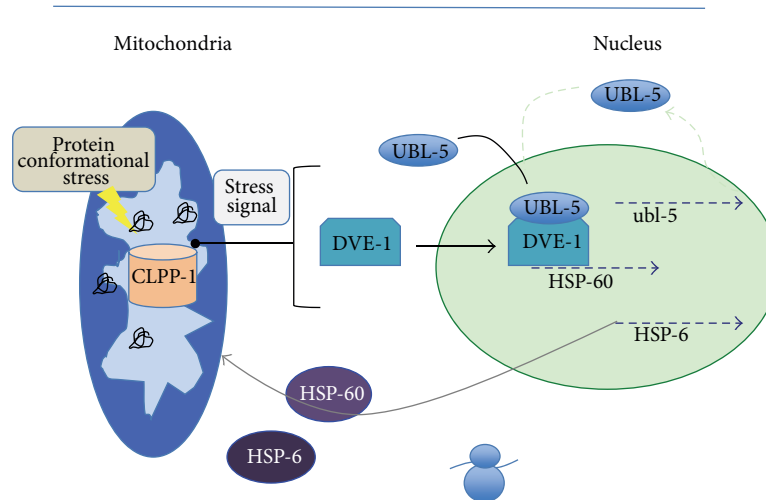 Mitochondria
Nucleus
UBL-5
Protein
conformational
stress
UBL-5
Stress
signal
UBL-5
ubl-5
DVE-1
DVE-1
CLPP-1
HSP-60
HSP-6
HSP-60
HSP-6